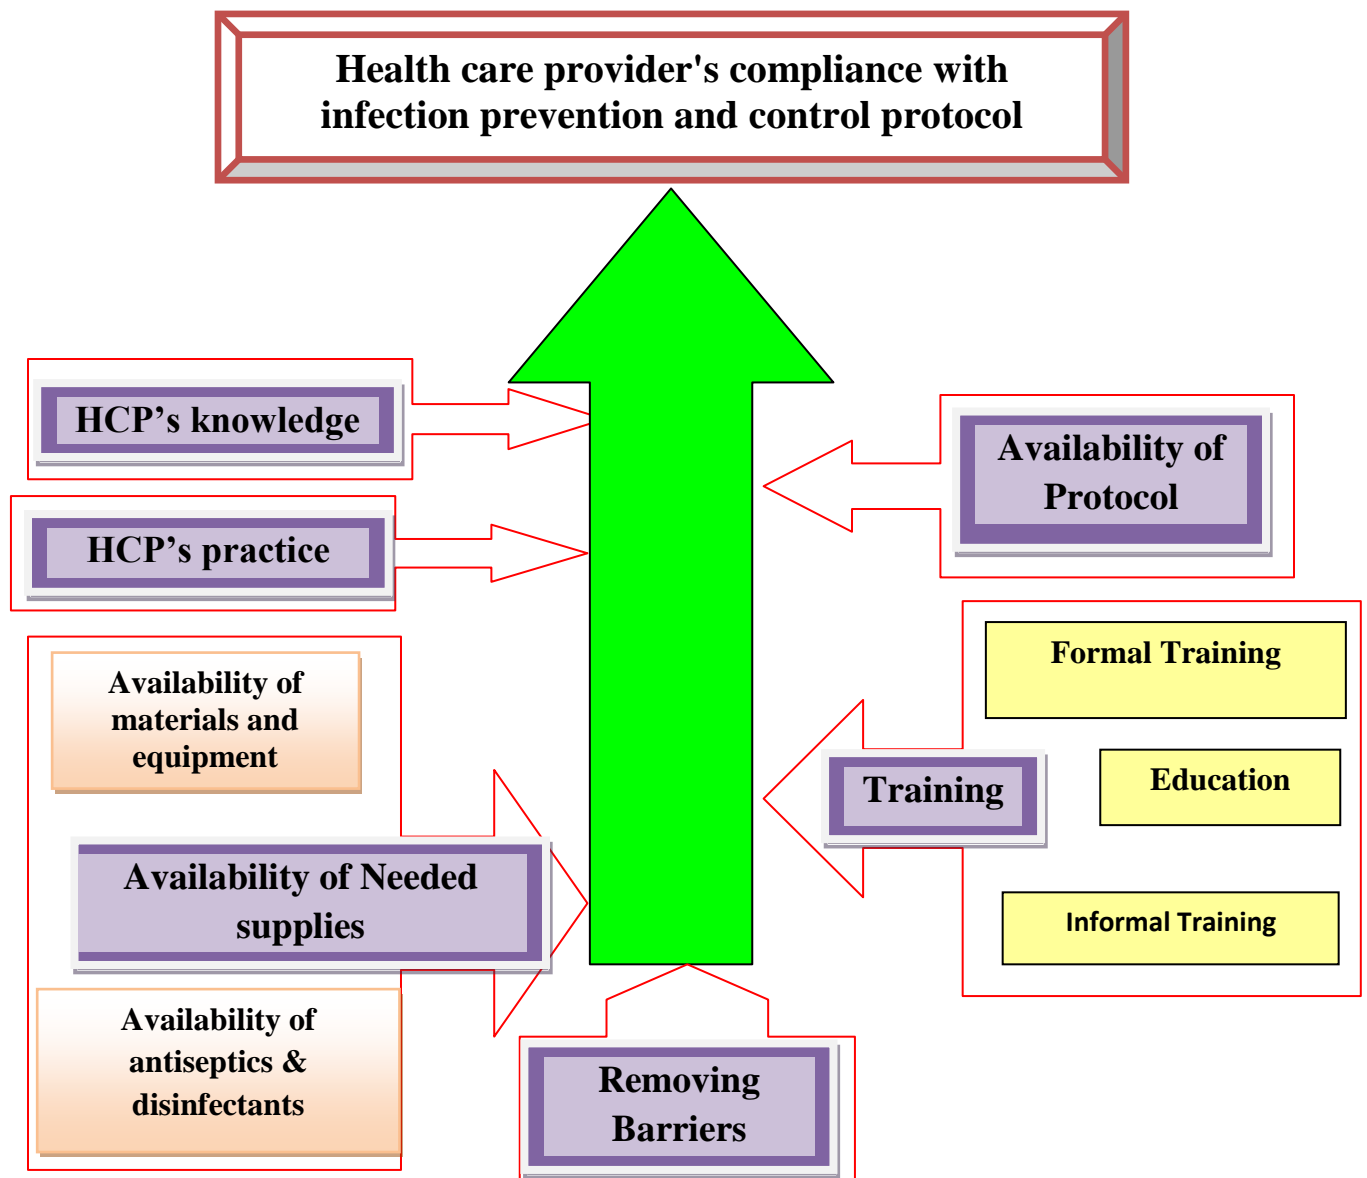 Health care provider's compliance with
infection prevention and control protocol
HCP’s knowledge
HCP’s practice
Availability of
materials and
equipment
Availability of Needed
supplies
Availability of
antiseptics &
disinfectants
Removing
Barriers
Availability of
Protocol
Formal Training
Training
Education
Informal Training